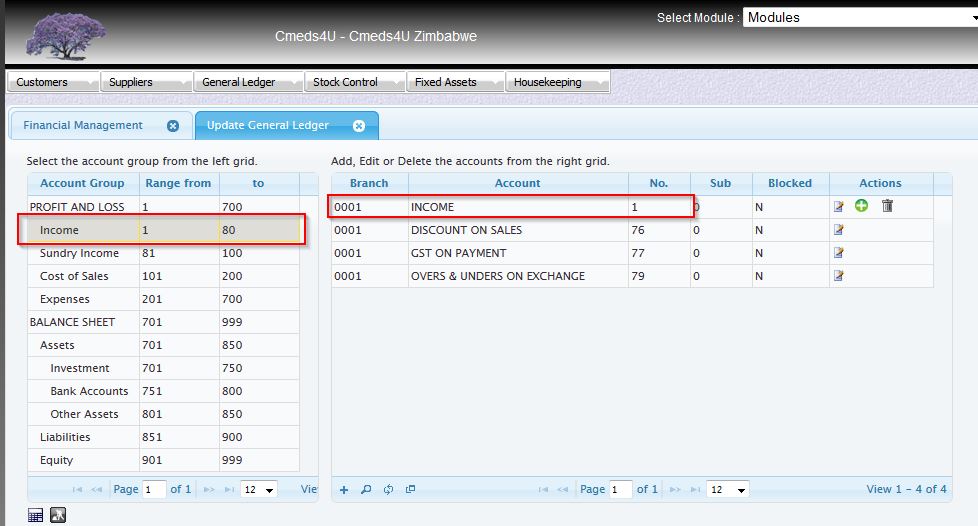 Select Module : Modules
Cmeds4U - Cmeds4U Zimbabwe
Customers Suppliers General Ledger Stock Control Fixed Assets Housekeeping
Financial Management Update General Ledger
Select the account group from the left grid.
Account Group Range from to
PROFIT AND LOSS 1 700
Income 1 80
Sundry Income 81 100
Cost of Sales 101 200
Expenses 201 700
BALANCE SHEET 701 999
Assets 701 850
Investment 701 750
Bank Accounts 751 800
Other Assets 801 850
Liabilities 851 900
Equity 901 999
Page 1 of 1 12 Vie
Add, Edit or Delete the accounts from the right grid.
Branch Account No. Sub Blocked Actions
0001 INCOME 1 0 N
0001 DISCOUNT ON SALES 76 0 N
0001 GST ON PAYMENT 77 0 N
0001 OVERS & UNDERS ON EXCHANGE 79 0 N
Page 1 of 1 12 View 1 - 4 of 4